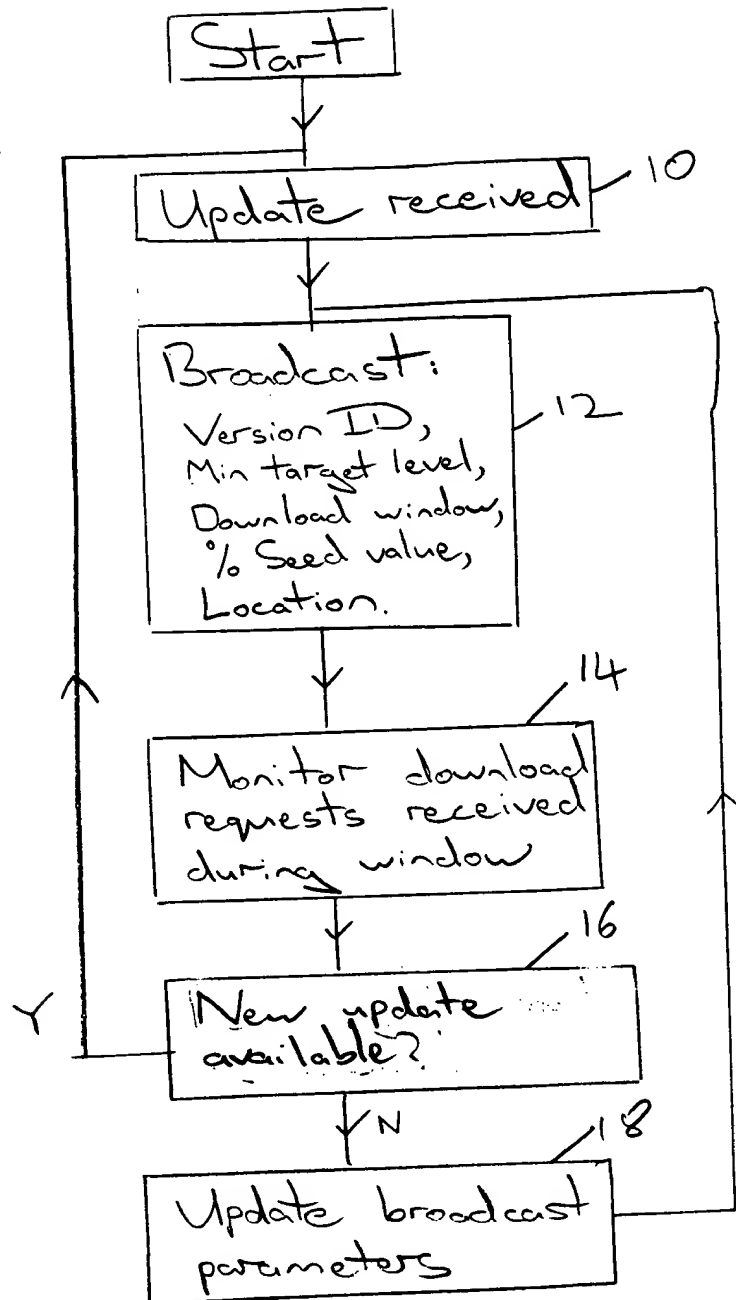 Start
Update received
10
Broadcast:
Version ID,
Min target level,
Download window,
% Seed value,
Location.
12
14
Monitor download
requests received
during window
16
New update
available?
Y
N
18
Update broadcast
parameters